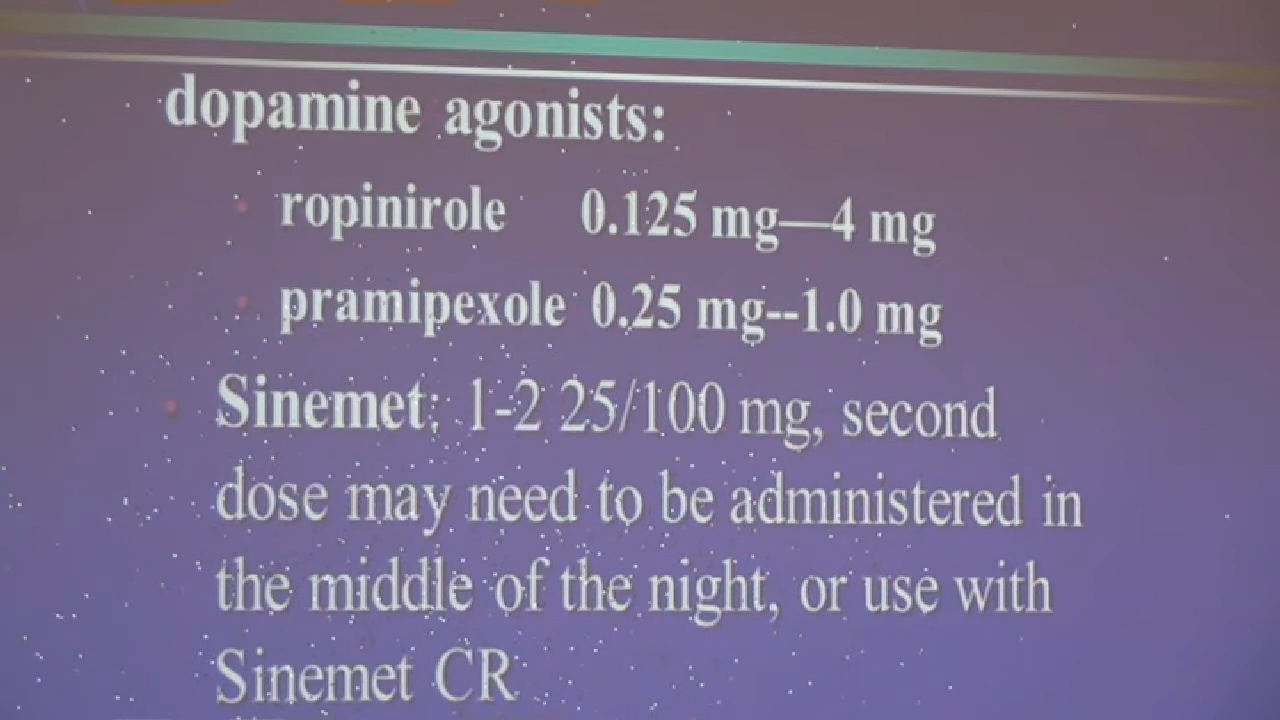 dopamine agonists:
ropinirole 0.125 mg—4 mg
pramipexole 0.25 mg--1.0 mg
Sinemet: 1-2 25/100 mg, second
dose may need to be administered in
the middle of the night, or use with
Sinemet CR